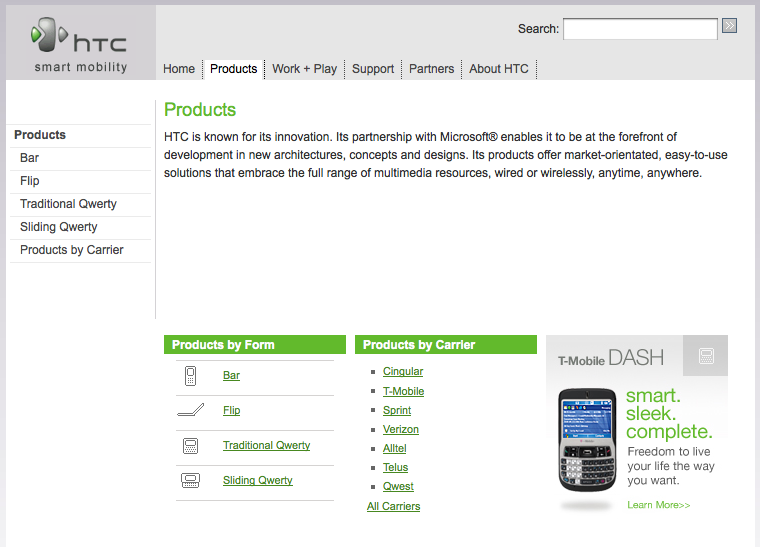 htc
smart mobility
Search:
Home
Products
Work + Play
Support
Partners
About HTC
Products
Bar
Flip
Traditional Qwerty
Sliding Qwerty
Products by Carrier
Products
HTC is known for its innovation. Its partnership with Microsoft® enables it to be at the forefront of
development in new architectures, concepts and designs. Its products offer market-orientated, easy-to-use
solutions that embrace the full range of multimedia resources, wired or wirelessly, anytime, anywhere.
Products by Form
Bar
Flip
Traditional Qwerty
Sliding Qwerty
Products by Carrier
Cingular
T-Mobile
Sprint
Verizon
Alltel
Telus
Qwest
All Carriers
T-Mobile DASH
smart.
sleek.
complete.
Freedom to live
your life the way
you want.
Learn More>>